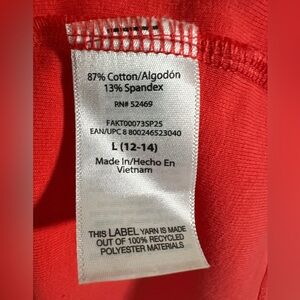 87% Cotton/Algodón
13% Spandex
RN# 52469
FAKT00073SP25
EAN/UPC 8 800246523040
L (12-14)
Made In/Hecho En
Vietnam
THIS LABEL YARN IS MADE
OUT OF 100% RECYCLED
POLYESTER MATERIALS